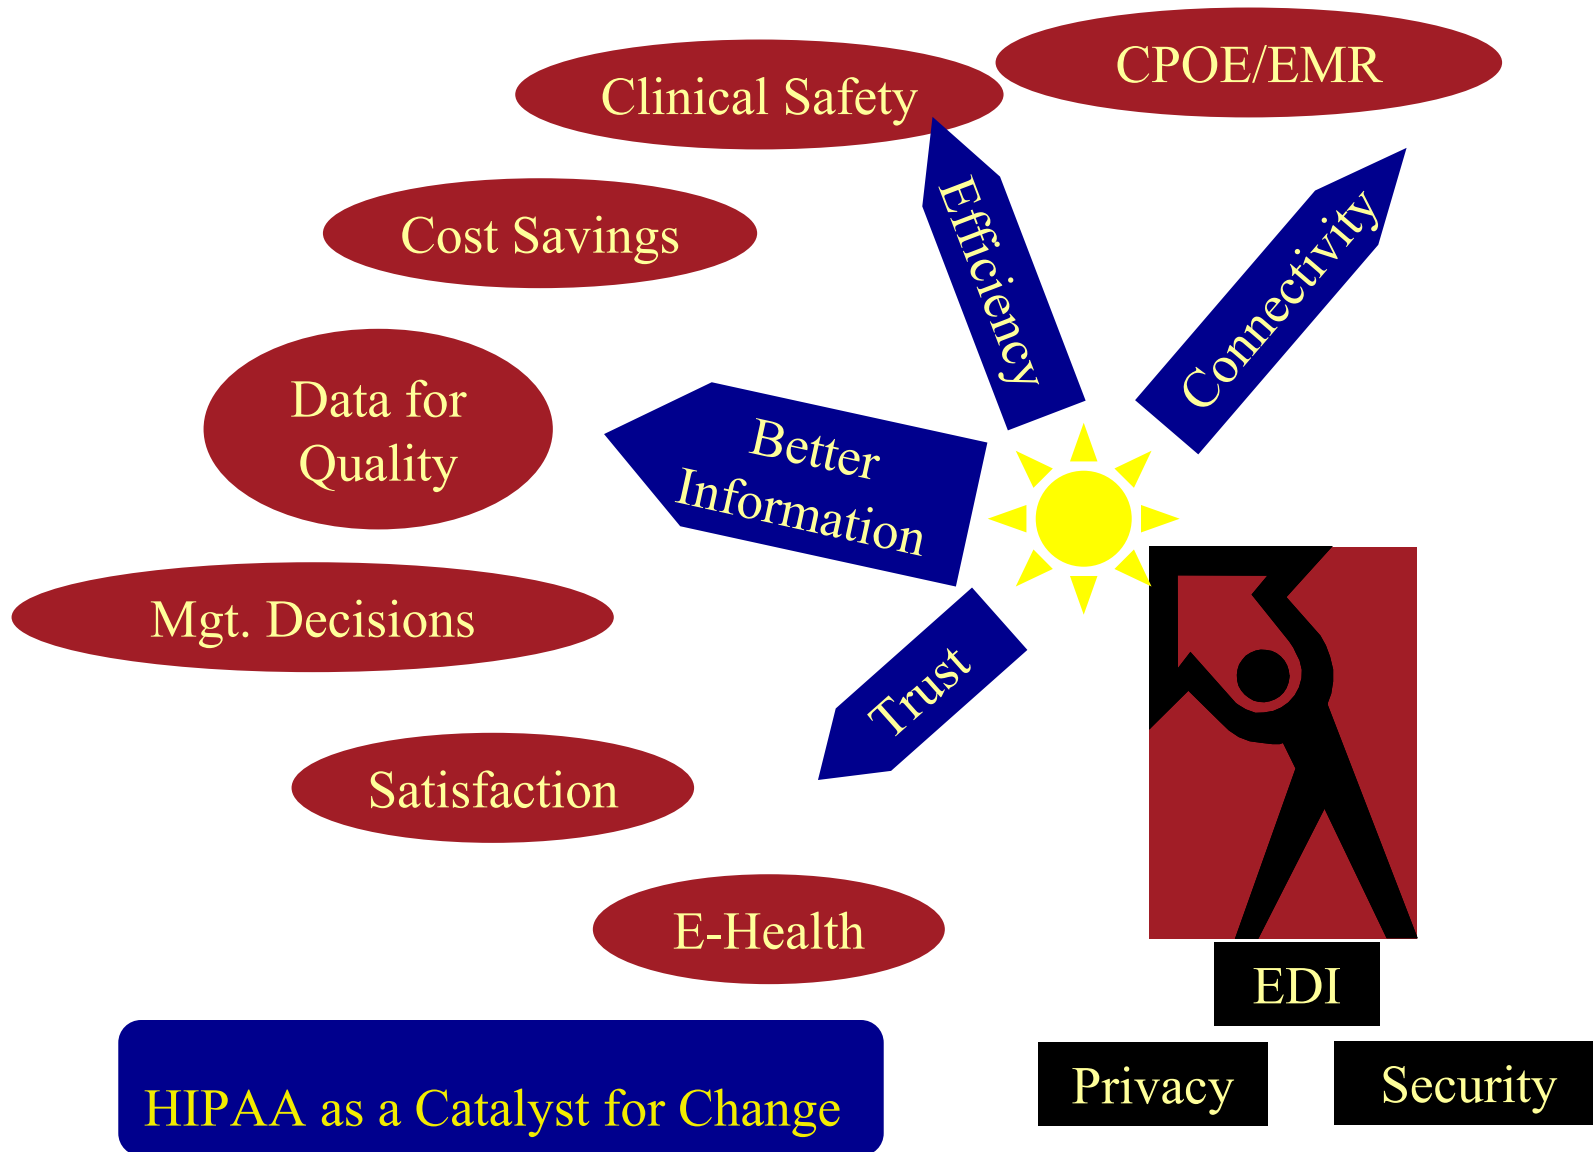 CPOE/EMR
Clinical Safety
Efficiency
Connectivity
Cost Savings
Data for
Quality
Better
Information
Mgt. Decisions
Trust
Satisfaction
E-Health
EDI
Privacy
Security
HIPAA as a Catalyst for Change